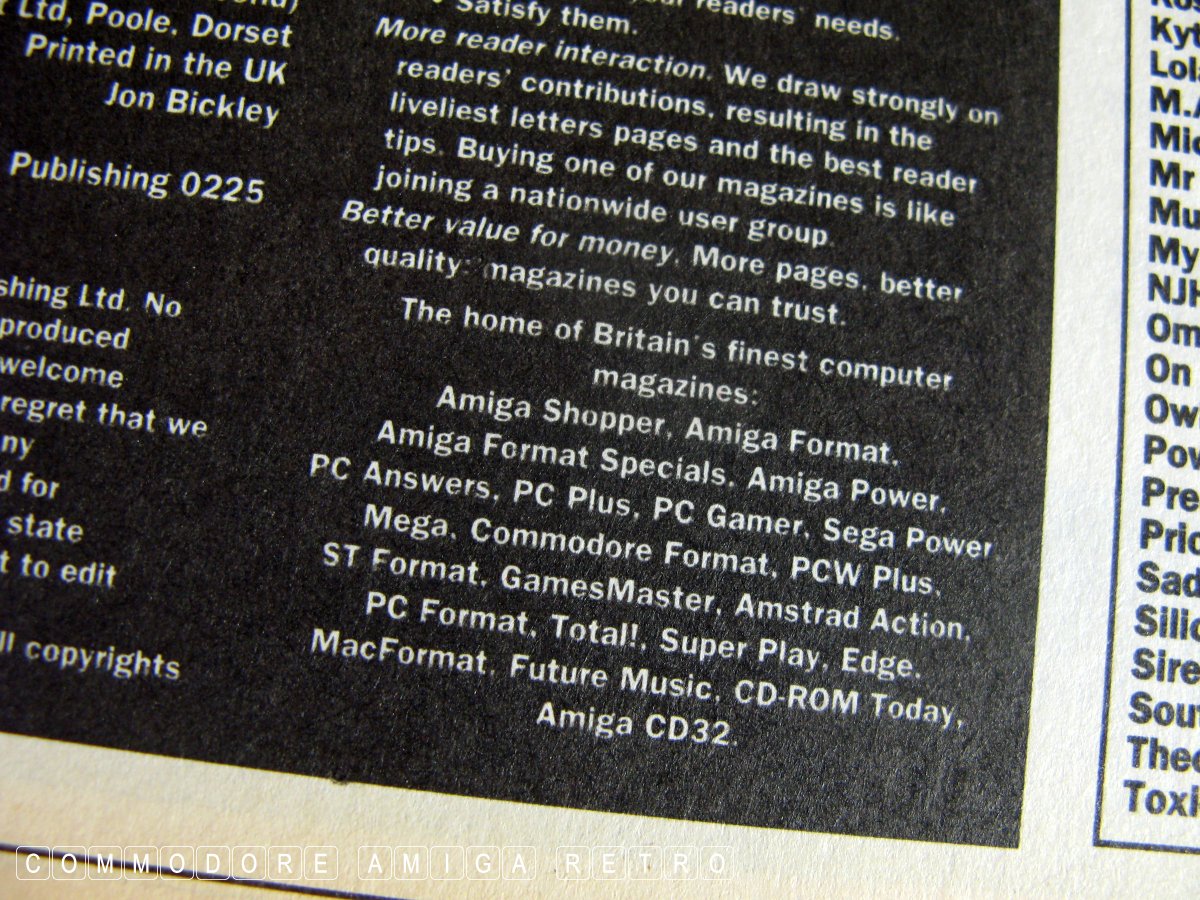 Ltd, Poole, Dorset
Printed in the UK
Jon Bickley
Publishing 0225
Ltd. No
welcome
regret that we
for
state
to edit
copyrights
readers' needs.
Satisfy them.
More reader interaction. We draw strongly on
readers' contributions, resulting in the
liveliest letters pages and the best reader
tips. Buying one of our magazines is like
joining a nationwide user group.
Better value for money. More pages, better
quality: magazines you can trust.
The home of Britain's finest computer
magazines:
Amiga Shopper, Amiga Format,
Amiga Format Specials, Amiga Power,
PC Answers, PC Plus, PC Gamer, Sega Power
Mega, Commodore Format, PCW Plus,
ST Format, GamesMaster, Amstrad Action,
PC Format, Total!, Super Play, Edge,
MacFormat, Future Music, CD-ROM Today,
Amiga CD32.
Mr
My
On
COMMODORE AMIGA RETRO